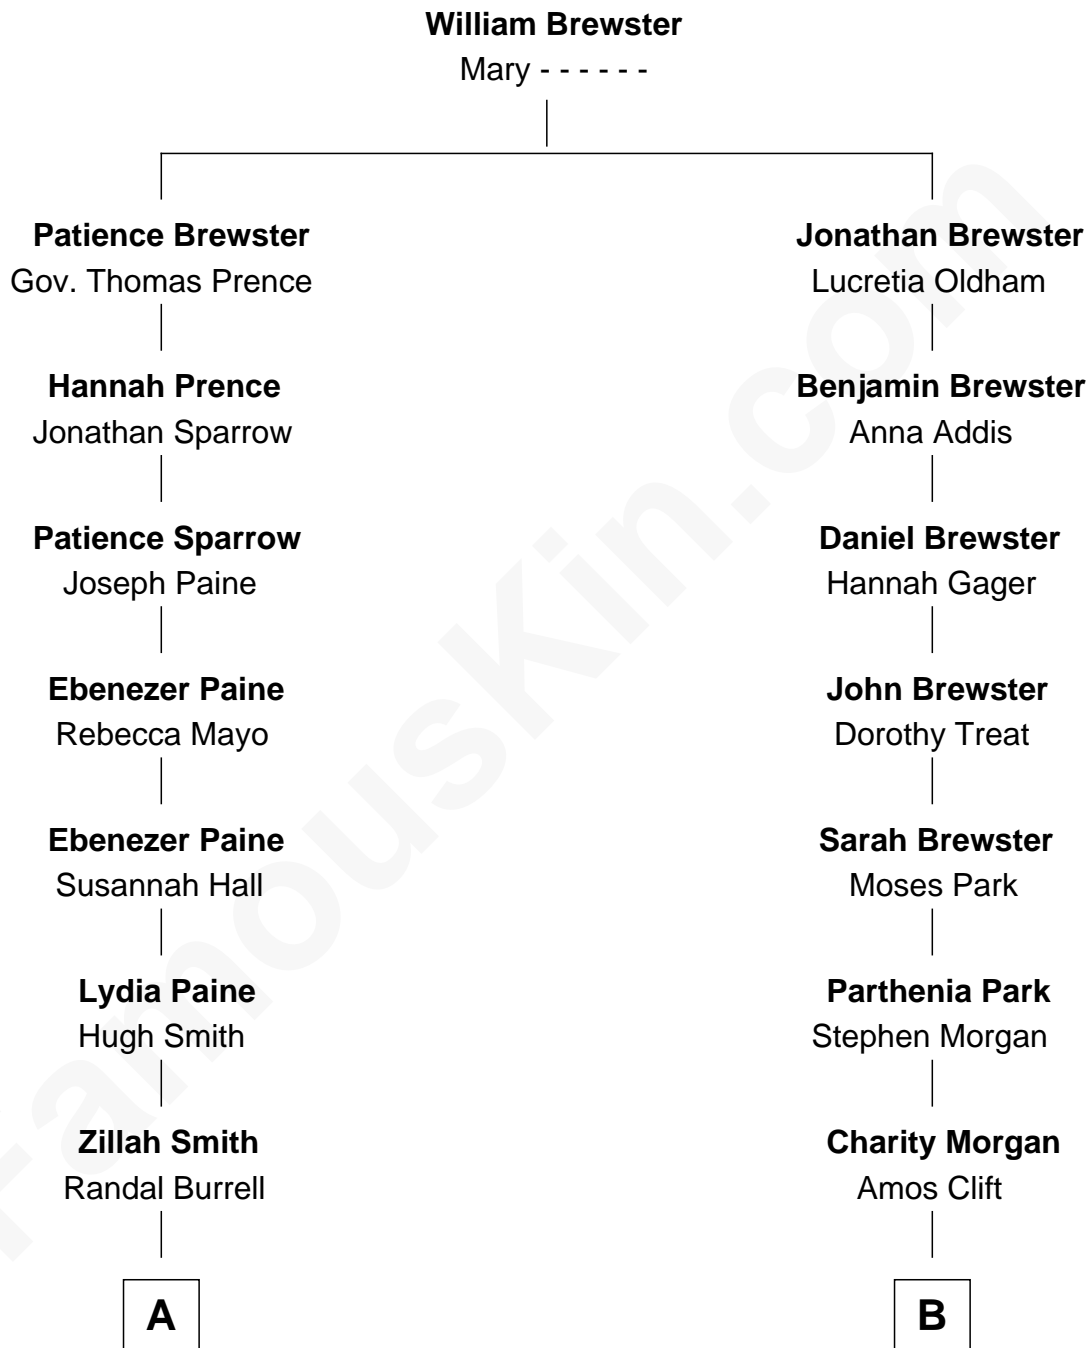 William Brewster
Mary - - - - - -
Patience Brewster
Gov. Thomas Prence
Jonathan Brewster
Lucretia Oldham
Hannah Prence
Jonathan Sparrow
Benjamin Brewster
Anna Addis
Patience Sparrow
Joseph Paine
Daniel Brewster
Hannah Gager
Ebenezer Paine
Rebecca Mayo
John Brewster
Dorothy Treat
Ebenezer Paine
Susannah Hall
Sarah Brewster
Moses Park
Lydia Paine
Hugh Smith
Parthenia Park
Stephen Morgan
Zillah Smith
Randal Burrell
Charity Morgan
Amos Clift
A
B
FamousKin.com